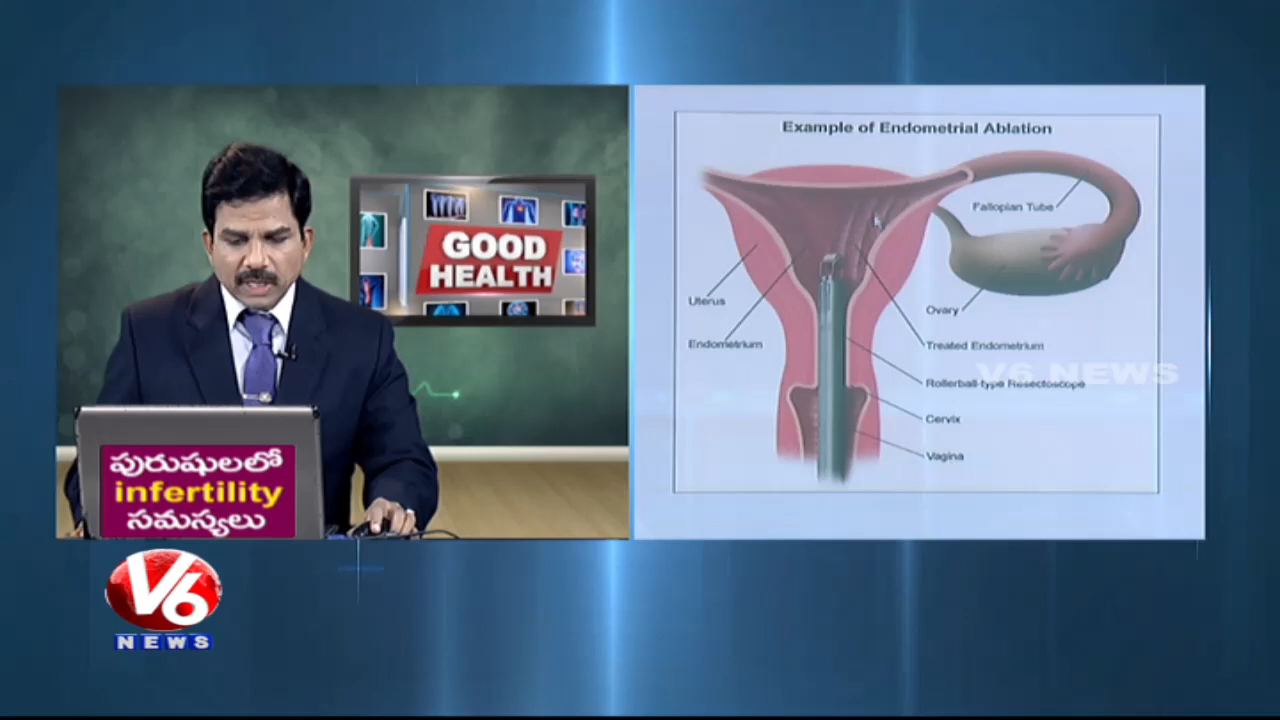 GOOD
HEALTH
పురుషులలో
infertility
సమస్యలు
V6
NEWS
Example of Endometrial Ablation
Fallopian Tube
Uterus
Ovary
Endometrium
Treated Endometrium
V6 NEWS
Rollerball-type Resectoscope
Cervix
Vagina